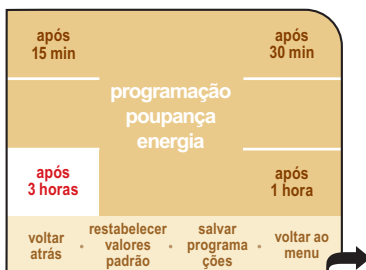 após
15 min
após
30 min
programação
poupança
energia
após
3 horas
após
1 hora
voltar
atrás
restabelecer
valores
padrão
salvar
programa
ções
voltar ao
menu